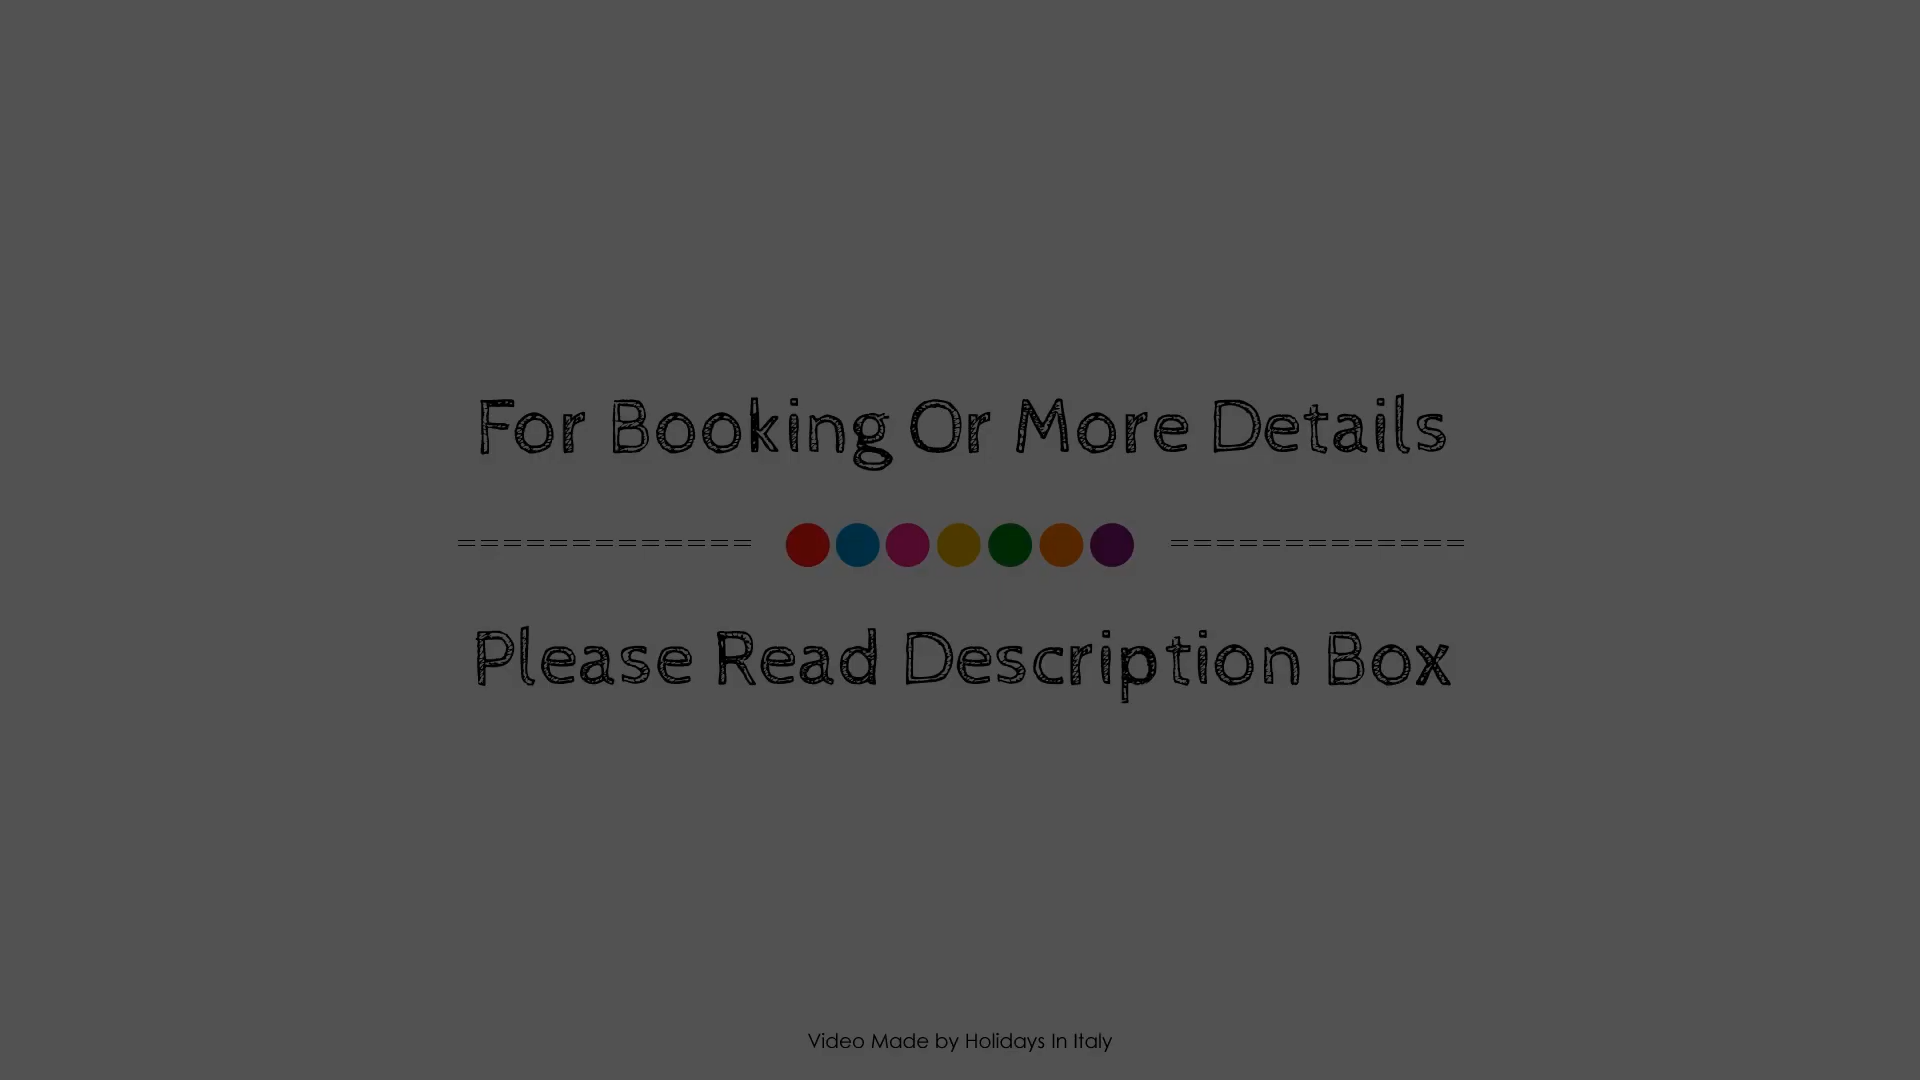 For Booking Or More Details
============= =============
Please Read Description Box
Video Made by Holidays In Italy